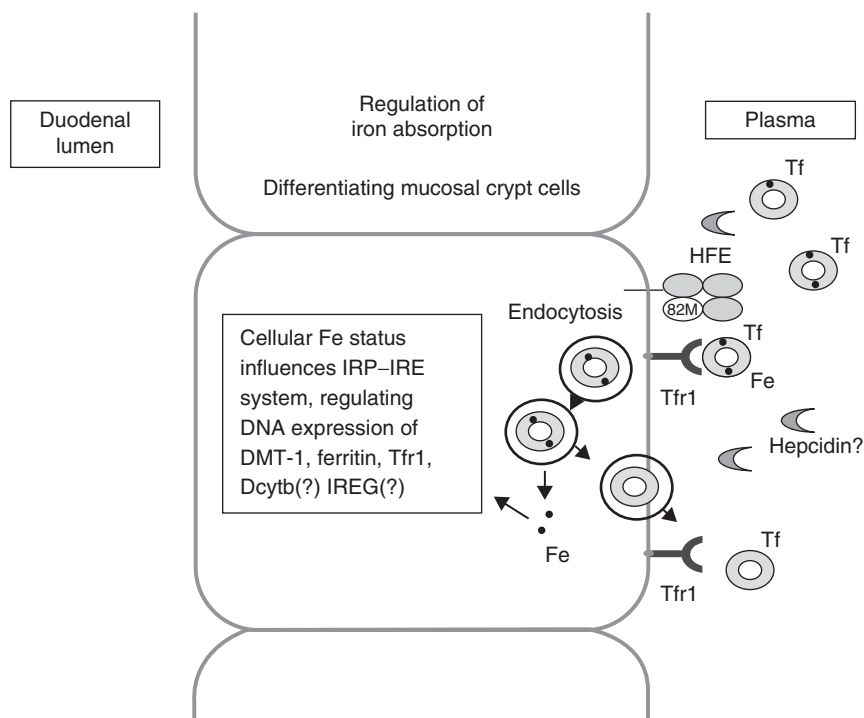 Duodenal
lumen
Regulation of
iron absorption
Differentiating mucosal crypt cells
Plasma
Tf
HFE
Tf
82M
Endocytosis
Cellular Fe status
influences IRP–IRE
system, regulating
DNA expression of
DMT-1, ferritin, Tfr1,
Dcytb(?) IREG(?)
Tf
Fe
Tfr1
Hepcidin?
Fe
Tf
Tfr1